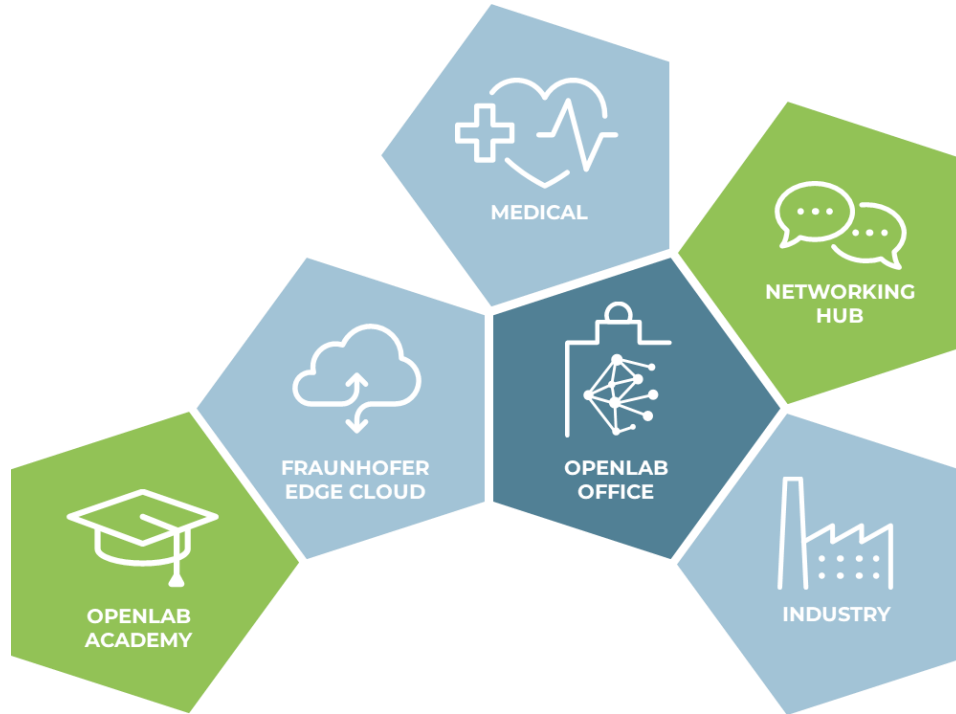 MEDICAL
NETWORKING
HUB
FRAUNHOFER
EDGE CLOUD
OPENLAB
OFFICE
OPENLAB
ACADEMY
INDUSTRY